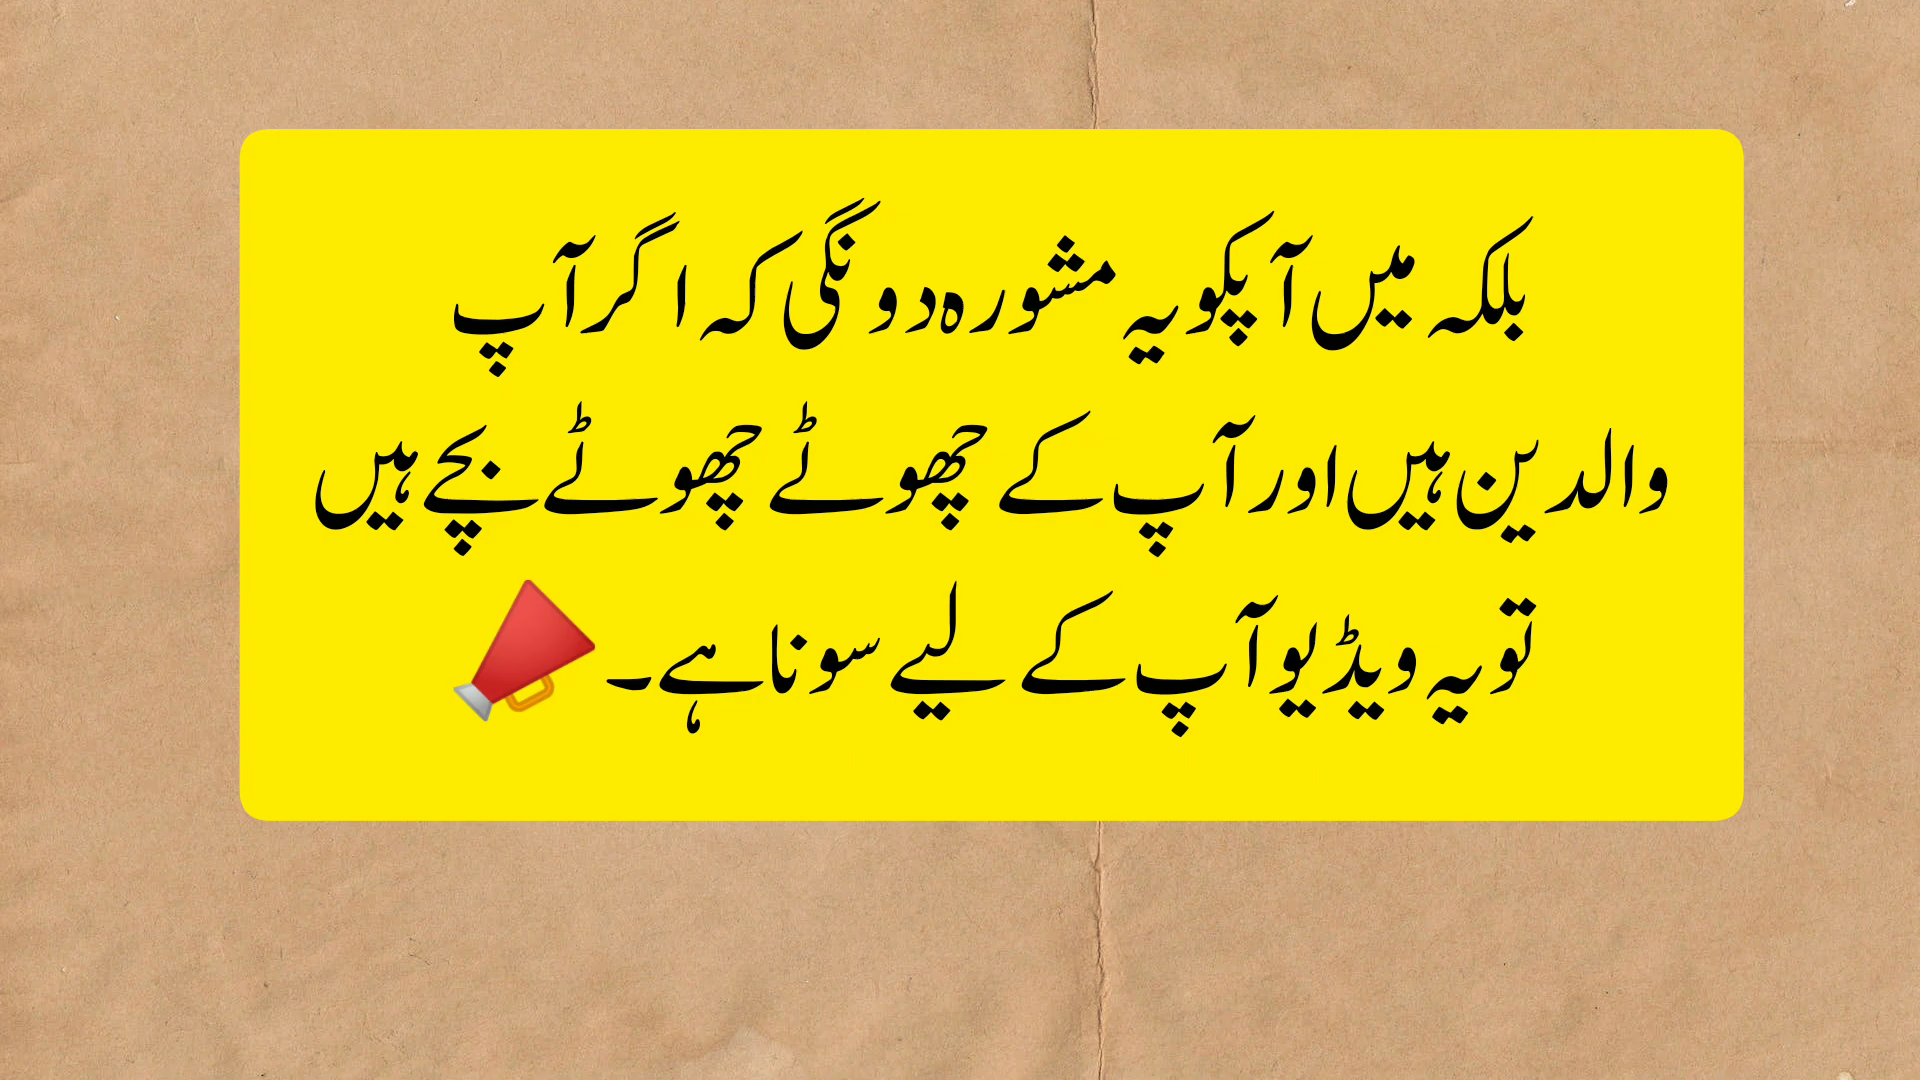 بلکہ میں آپکو یہ مشورہ دونگی کہ اگر آپ
والدین ہیں اور آپ کے چھوٹے چھوٹے بچے ہیں
تو یہ ویڈیو آپ کے لیے سونا ہے۔